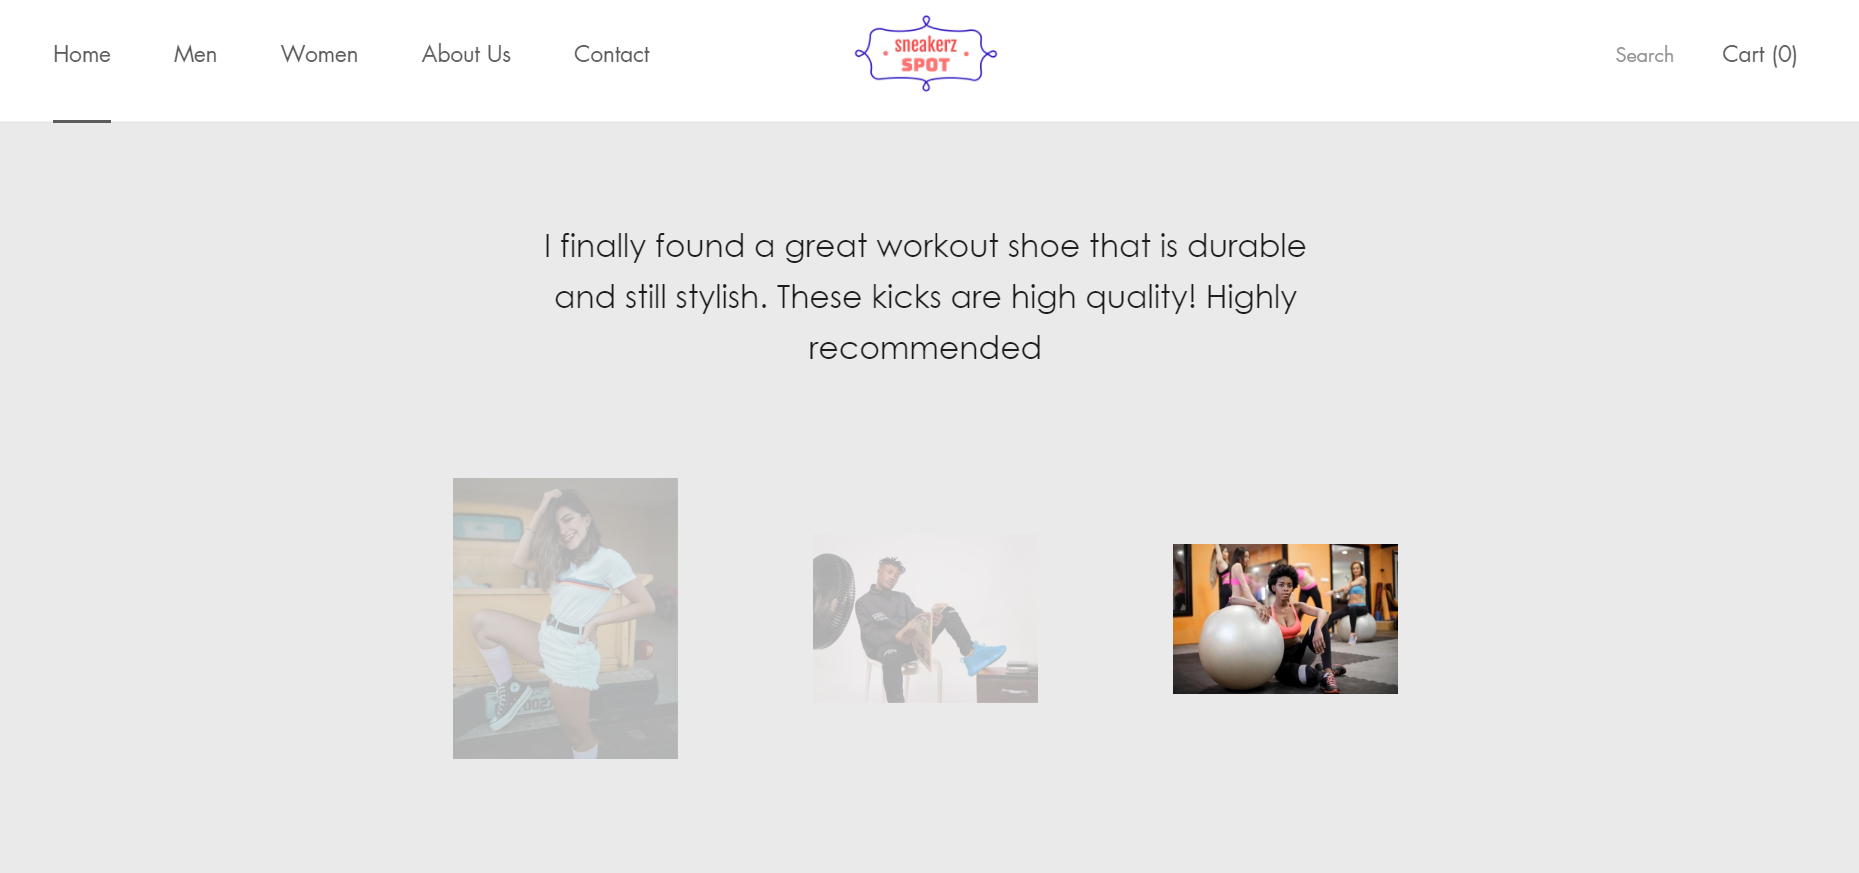 Home Men Women About Us Contact
sneakerz
SPOT
Search Cart (0)
I finally found a great workout shoe that is durable
and still stylish. These kicks are high quality! Highly
recommended